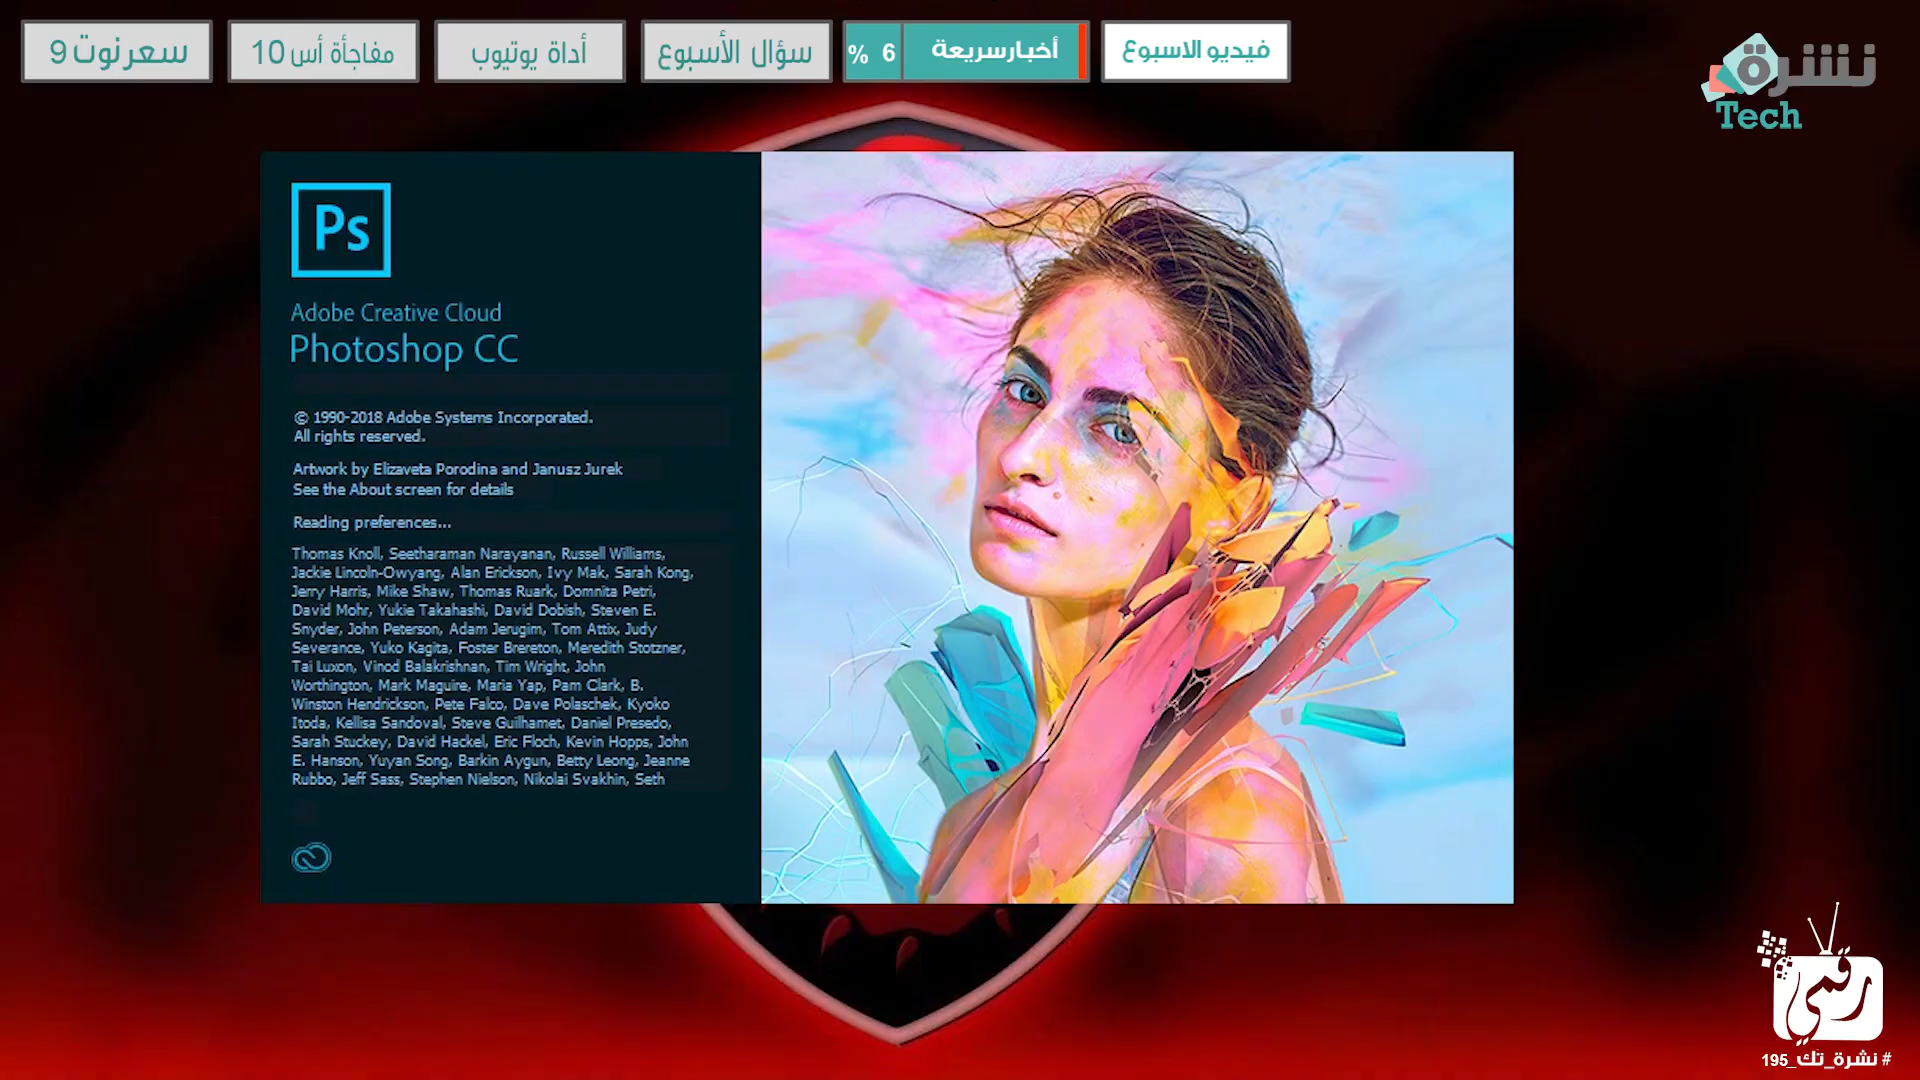 فيديو الاسبوع
أخبارسريعة
6 %
سؤال الأسبوع
أداة يوتيوب
مفاجأة أس 10
سعرنوت 9
نشرة
Tech
Ps
Adobe Creative Cloud
Photoshop CC
© 1990-2018 Adobe Systems Incorporated.
All rights reserved.
Artwork by Elizaveta Porodina and Janusz Jurek
See the About screen for details
Reading preferences...
Thomas Knoll, Seetharaman Narayanan, Russell Williams,
Jackie Lincoln-Owyang, Alan Erickson, Ivy Mak, Sarah Kong,
Jerry Harris, Mike Shaw, Thomas Ruark, Domnita Petri,
David Mohr, Yukie Takahashi, David Dobish, Steven E.
Snyder, John Peterson, Adam Jerugim, Tom Attix, Judy
Severance, Yuko Kagita, Foster Brereton, Meredith Stotzner,
Tai Luxon, Vinod Balakrishnan, Tim Wright, John
Worthington, Mark Maguire, Maria Yap, Pam Clark, B.
Winston Hendrickson, Pete Falco, Dave Polaschek, Kyoko
Itoda, Kellisa Sandoval, Steve Guilhamet, Daniel Presedo,
Sarah Stuckey, David Hackel, Eric Floch, Kevin Hopps, John
E. Hanson, Yuyan Song, Barkin Aygun, Betty Leong, Jeanne
Rubbo, Jeff Sass, Stephen Nielson, Nikolai Svakhin, Seth
رقمي
# نشرة_تك_195